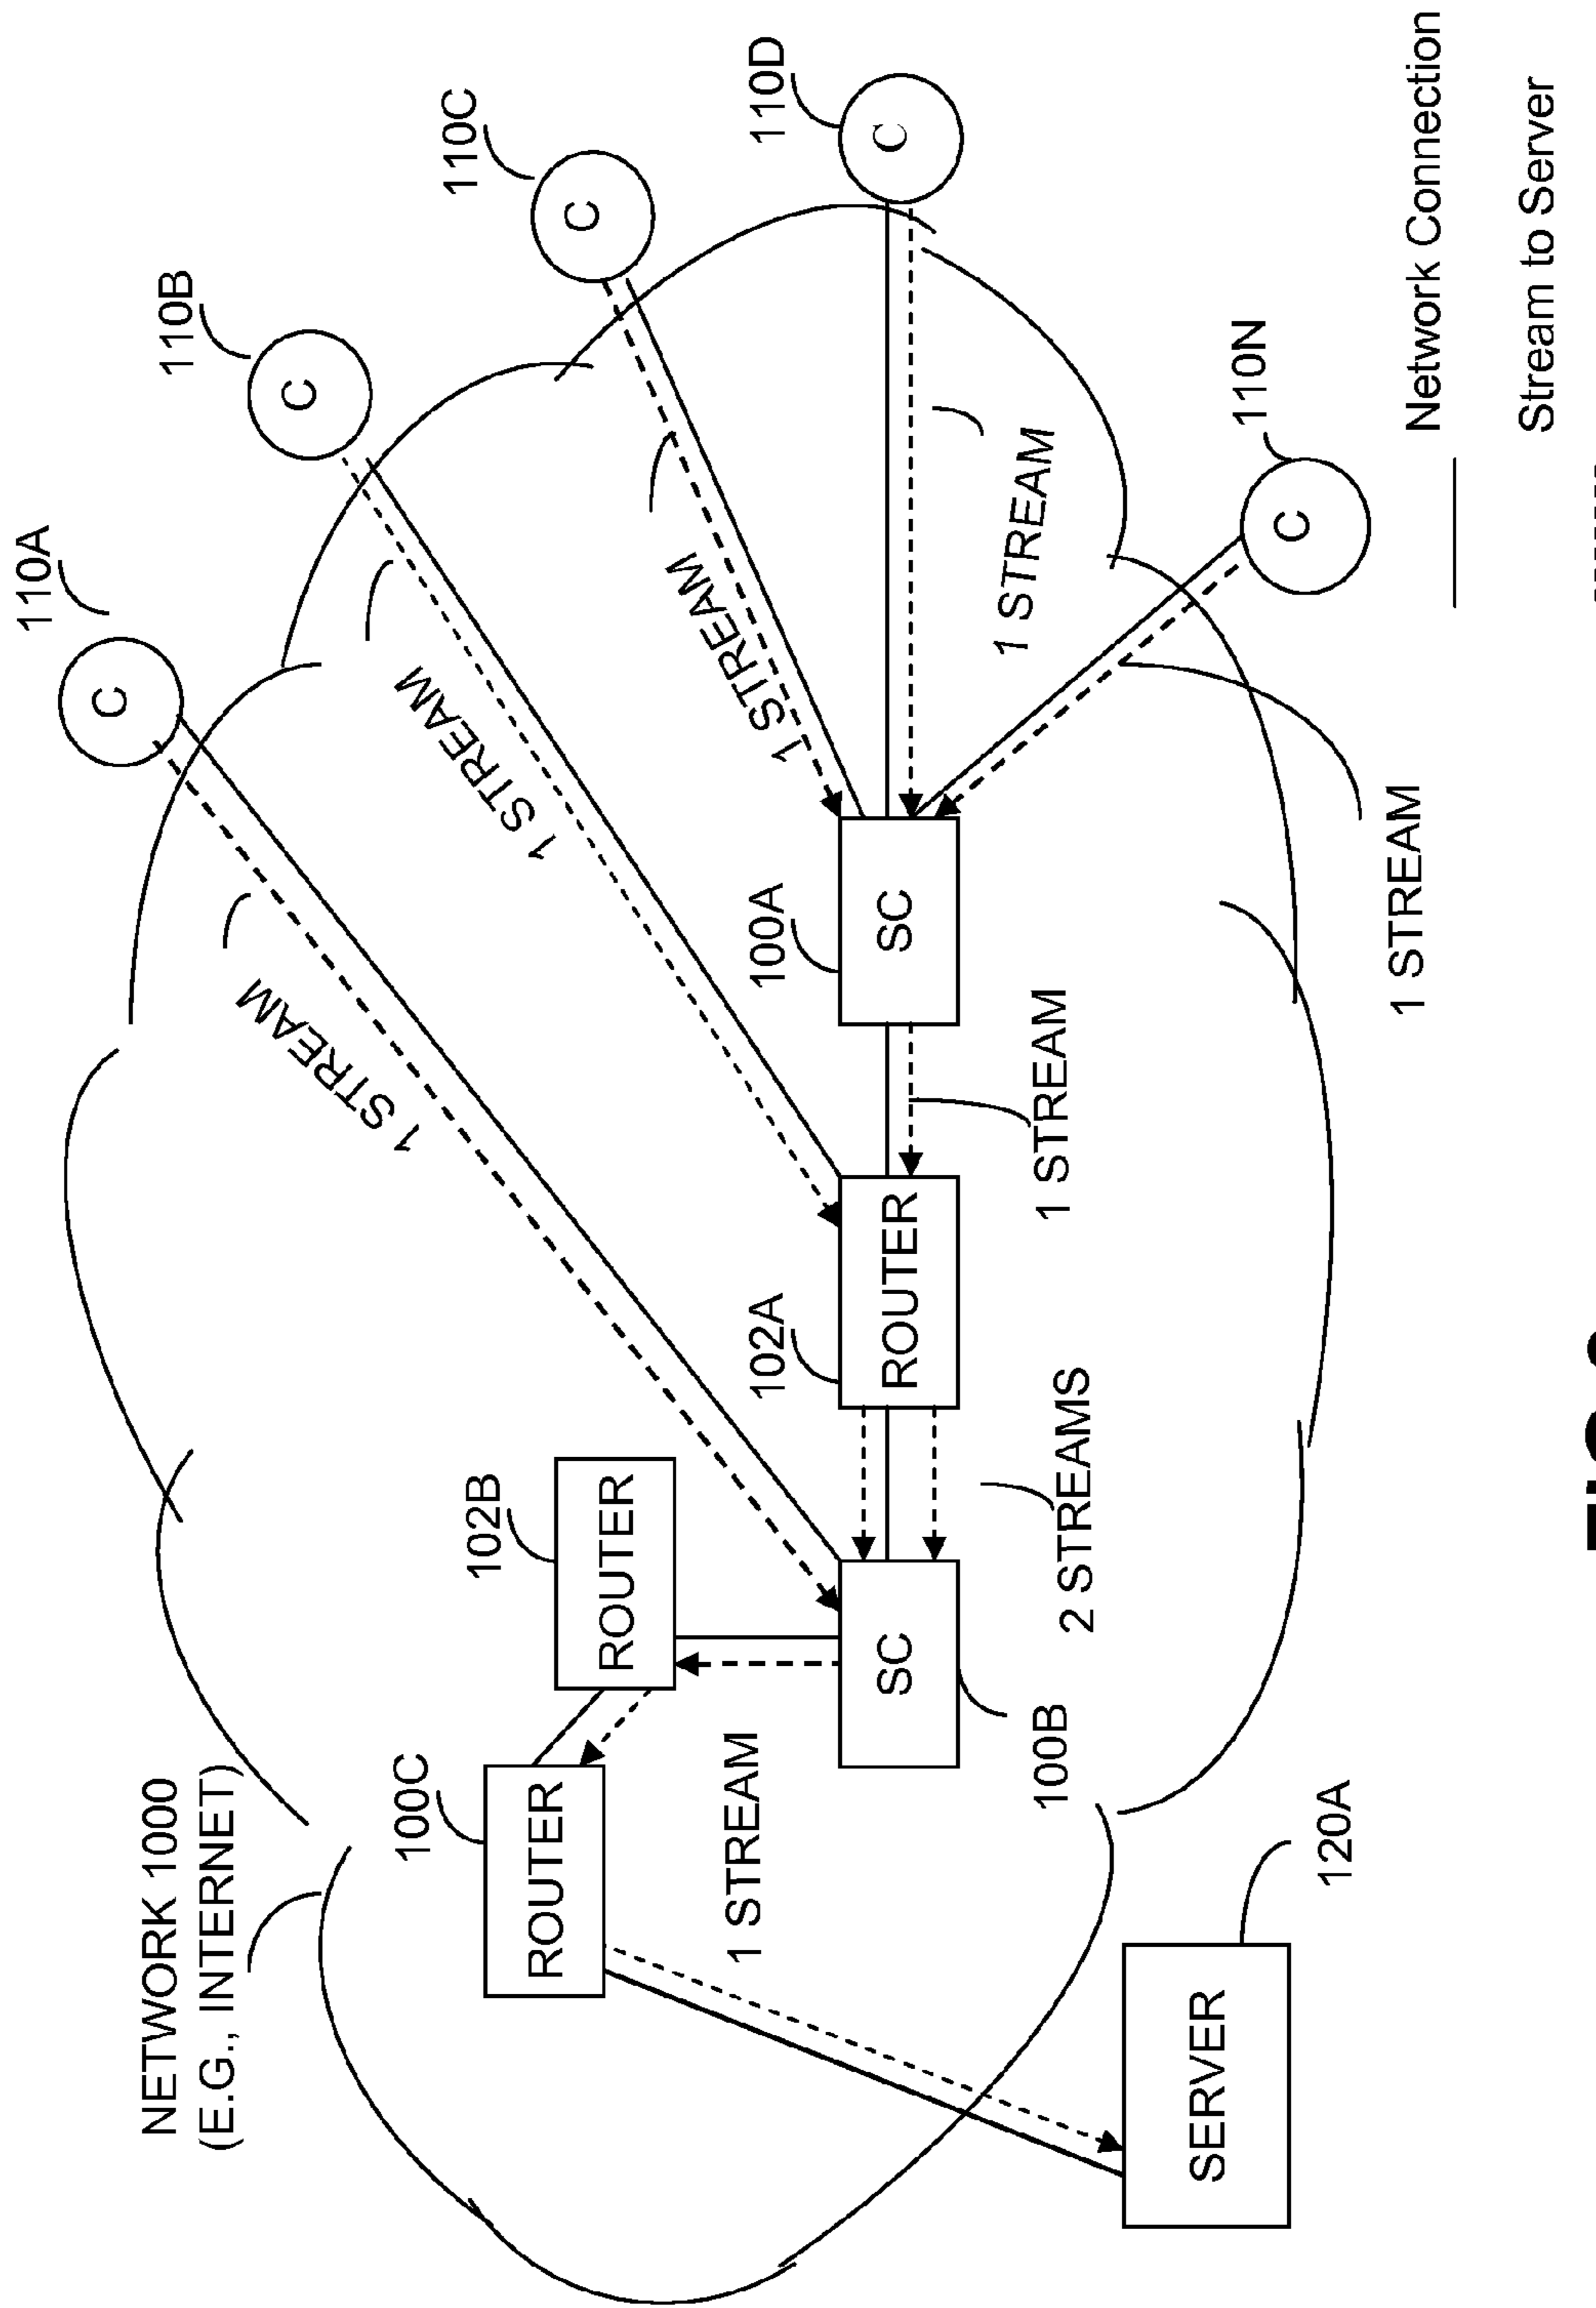 110A
C
NETWORK 1000
(E.G., INTERNET)
110B
C
1 STREAM
100C
110C
1 STREAM
102B
ROUTER
C
ROUTER
1 STREAM
1 STREAM
102A
100A
110D
SC
ROUTER
SC
C
1 STREAM
100B
2 STREAMS
1 STREAM
SERVER
110N
C
120A
1 STREAM
Network Connection
Stream to Server